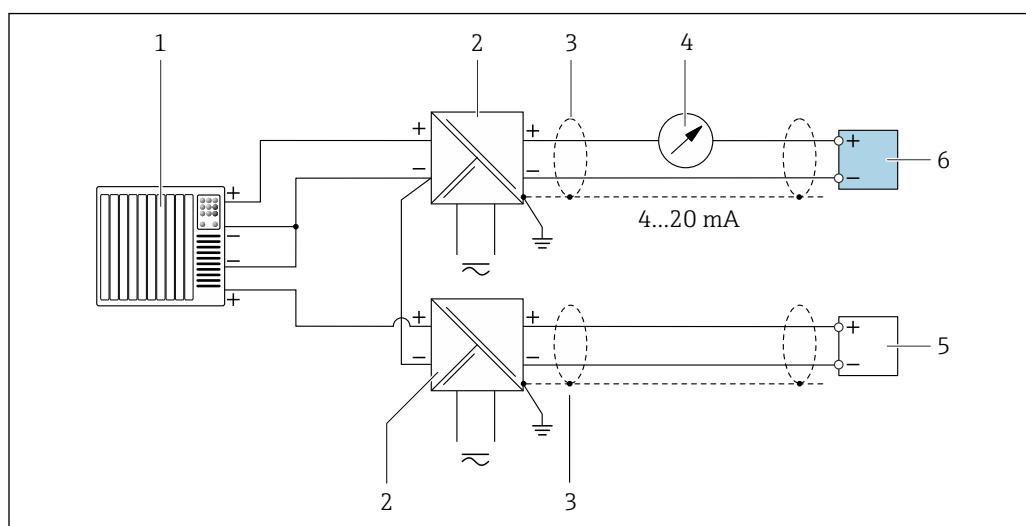 1 2 3 4
+ + +
+ − − − 6
−
− 4...20 mA
+
+ + +
− − − 5
2 3